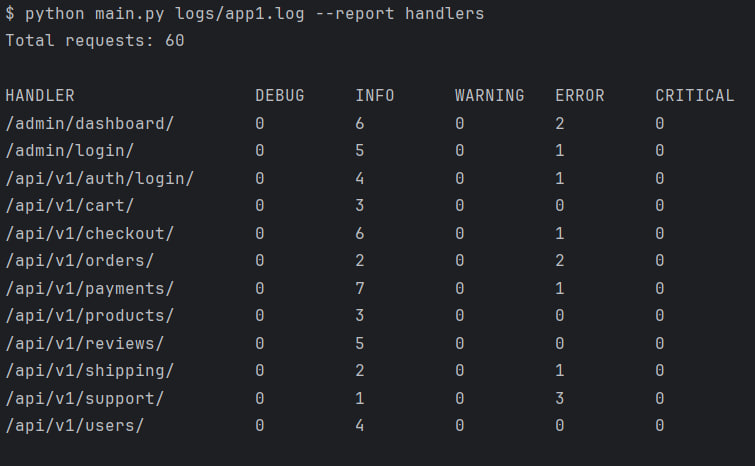 $ python main.py logs/app1.log --report handlers
Total requests: 60
HANDLER DEBUG INFO WARNING ERROR CRITICAL
/admin/dashboard/ 0 6 0 2 0
/admin/login/ 0 5 0 1 0
/api/v1/auth/login/ 0 4 0 1 0
/api/v1/cart/ 0 3 0 0 0
/api/v1/checkout/ 0 6 0 1 0
/api/v1/orders/ 0 2 0 2 0
/api/v1/payments/ 0 7 0 1 0
/api/v1/products/ 0 3 0 0 0
/api/v1/reviews/ 0 5 0 0 0
/api/v1/shipping/ 0 2 0 1 0
/api/v1/support/ 0 1 0 3 0
/api/v1/users/ 0 4 0 0 0